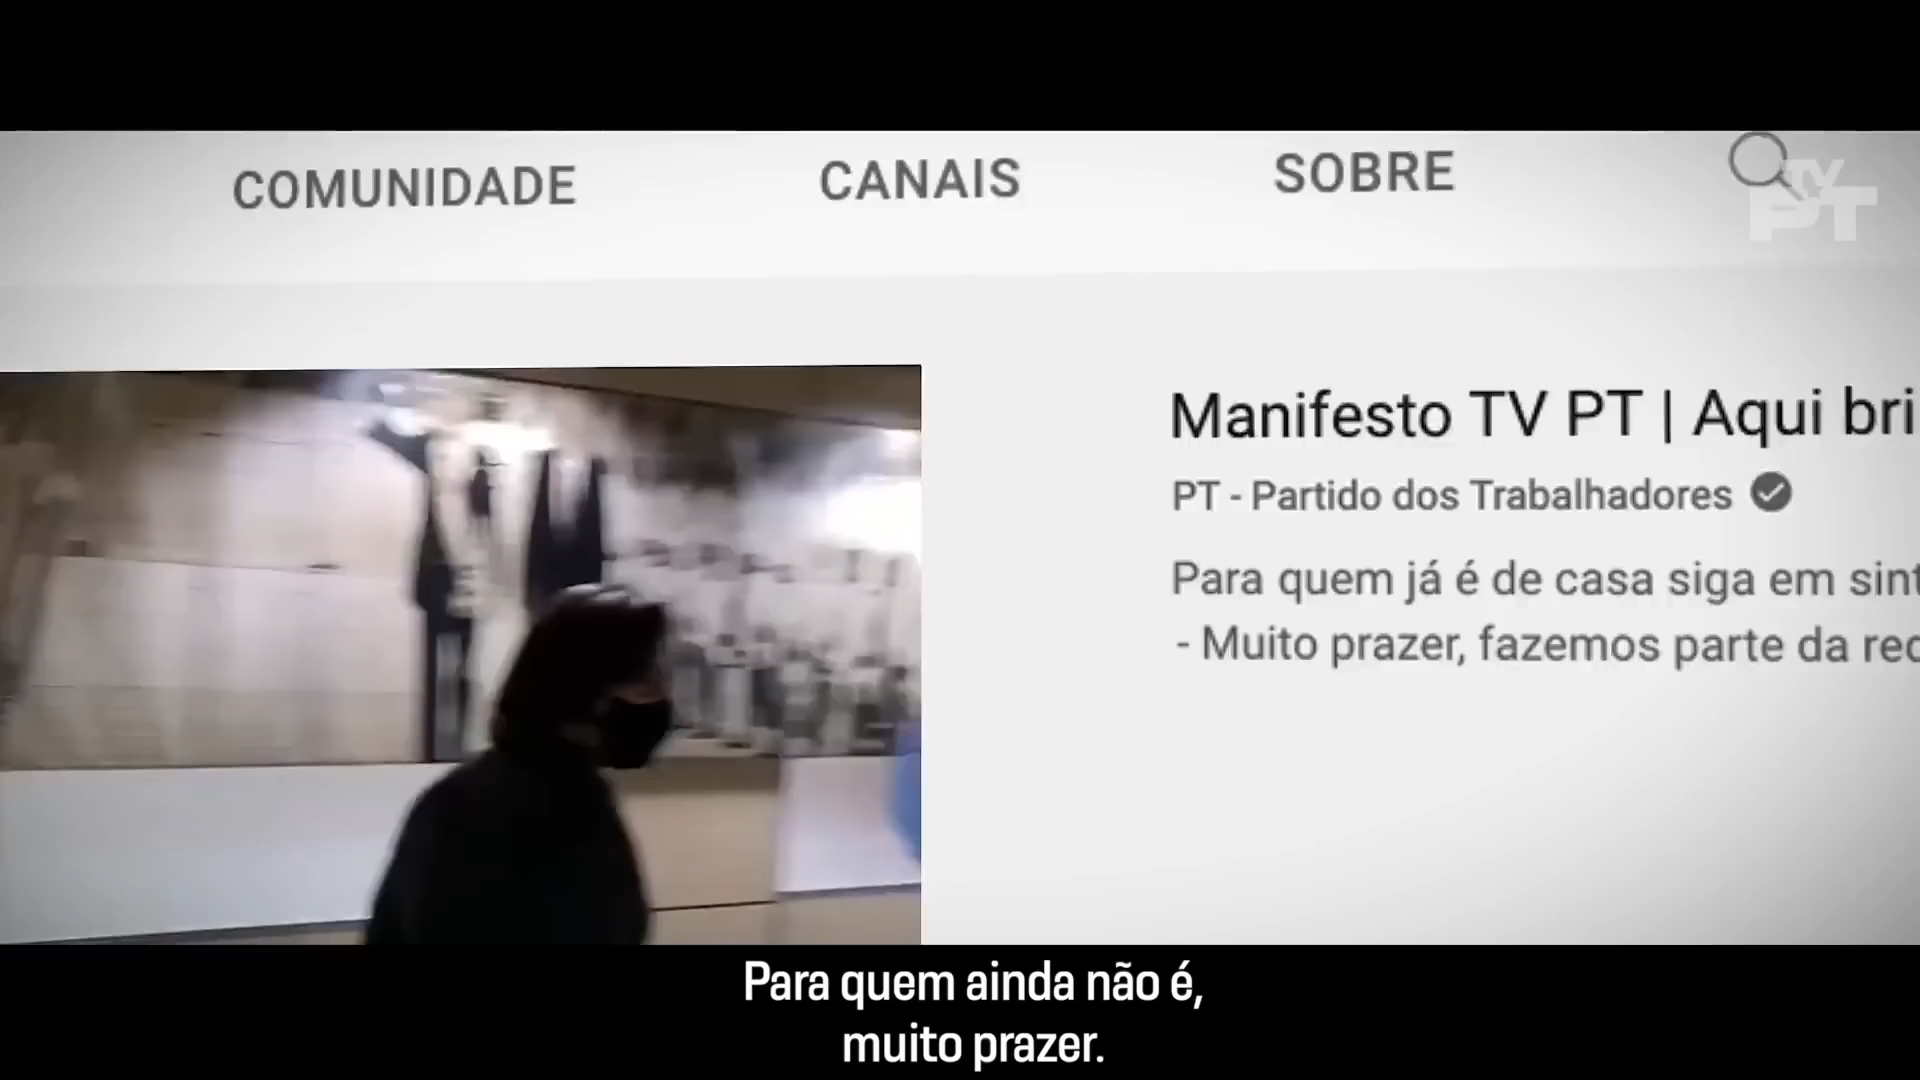 COMUNIDADE CANAIS SOBRE
TV
PT
Manifesto TV PT | Aqui bri
PT - Partido dos Trabalhadores
Para quem já é de casa siga em sint
- Muito prazer, fazemos parte da red
Para quem ainda não é,
muito prazer.